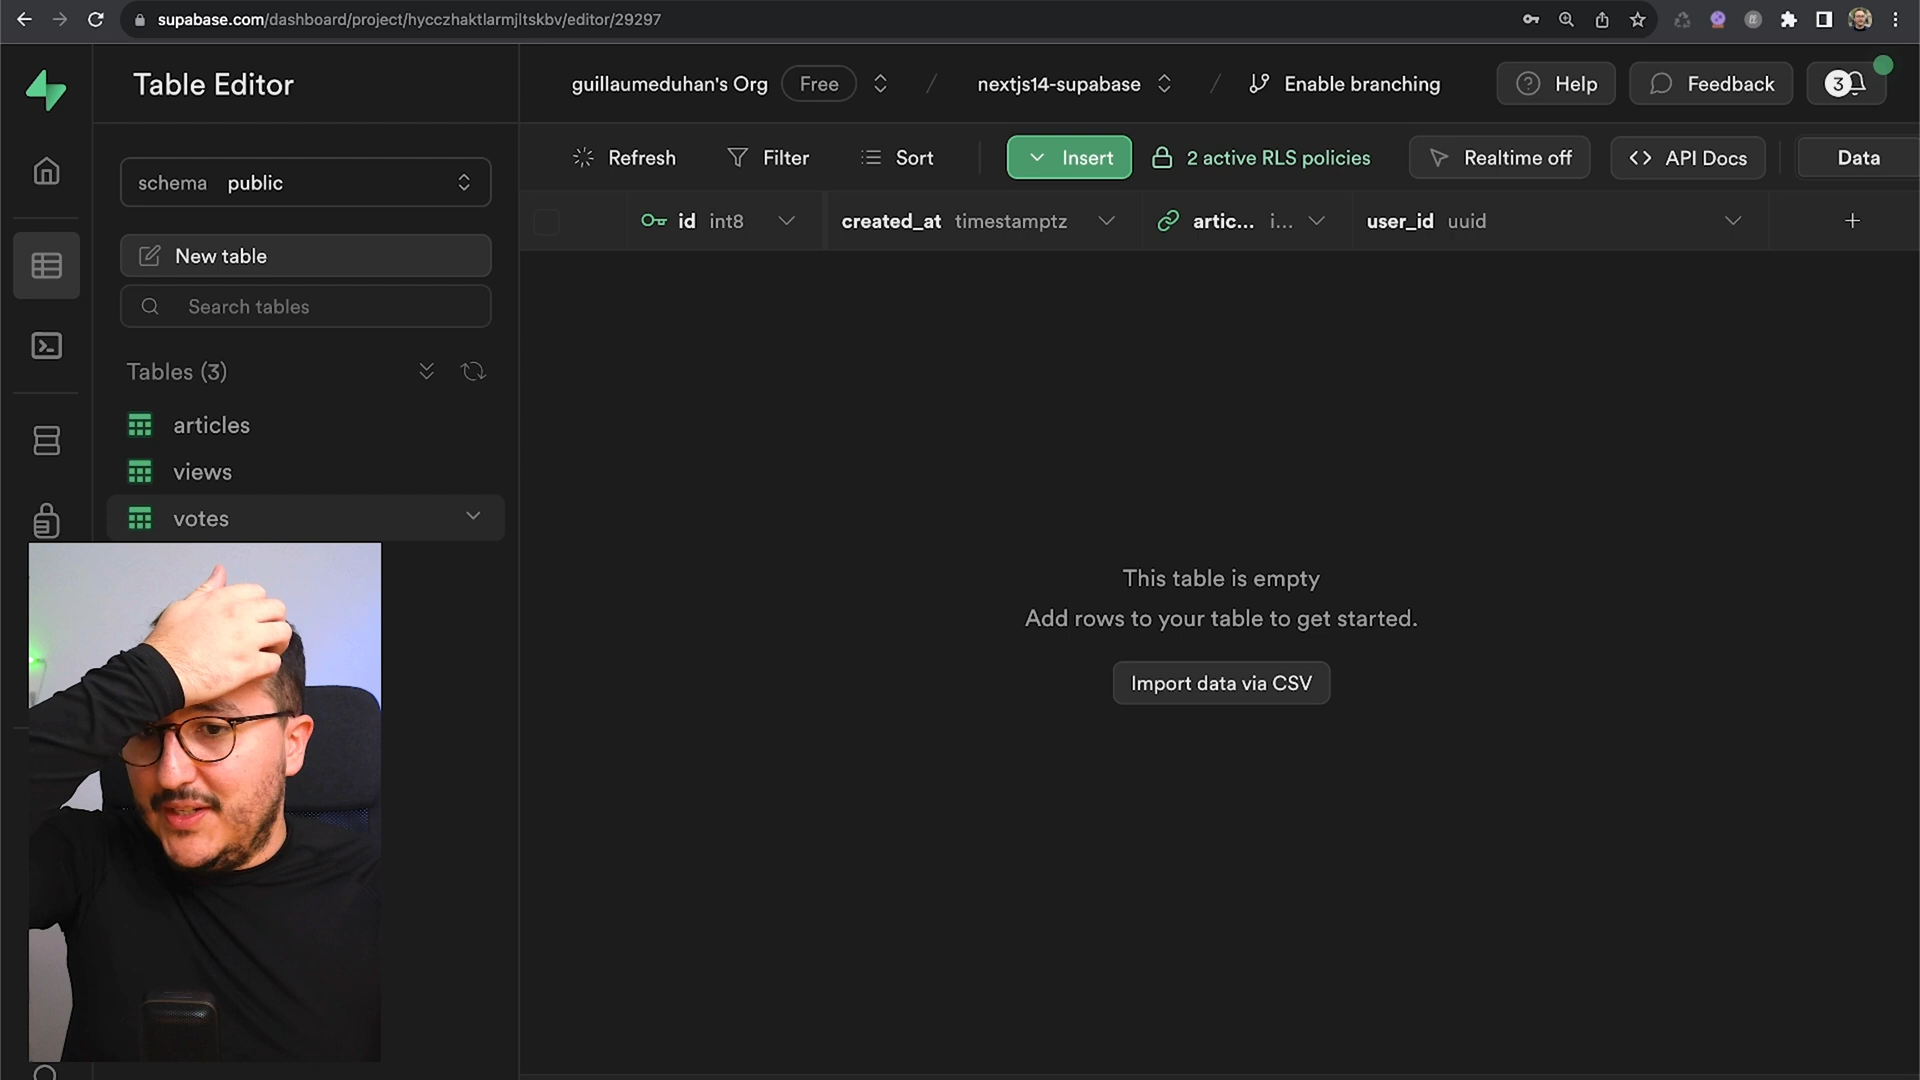 supabase.com/dashboard/project/hycczhaktlarmjltskbv/editor/29297
Table Editor
guillaumeduhan's Org Free / nextjs14-supabase / Enable branching Help Feedback 3
schema public
Refresh Filter Sort Insert 2 active RLS policies Realtime off API Docs Data
id int8 created_at timestamptz artic... i... user_id uuid
New table
Search tables
Tables (3)
articles
views
votes
This table is empty
Add rows to your table to get started.
Import data via CSV